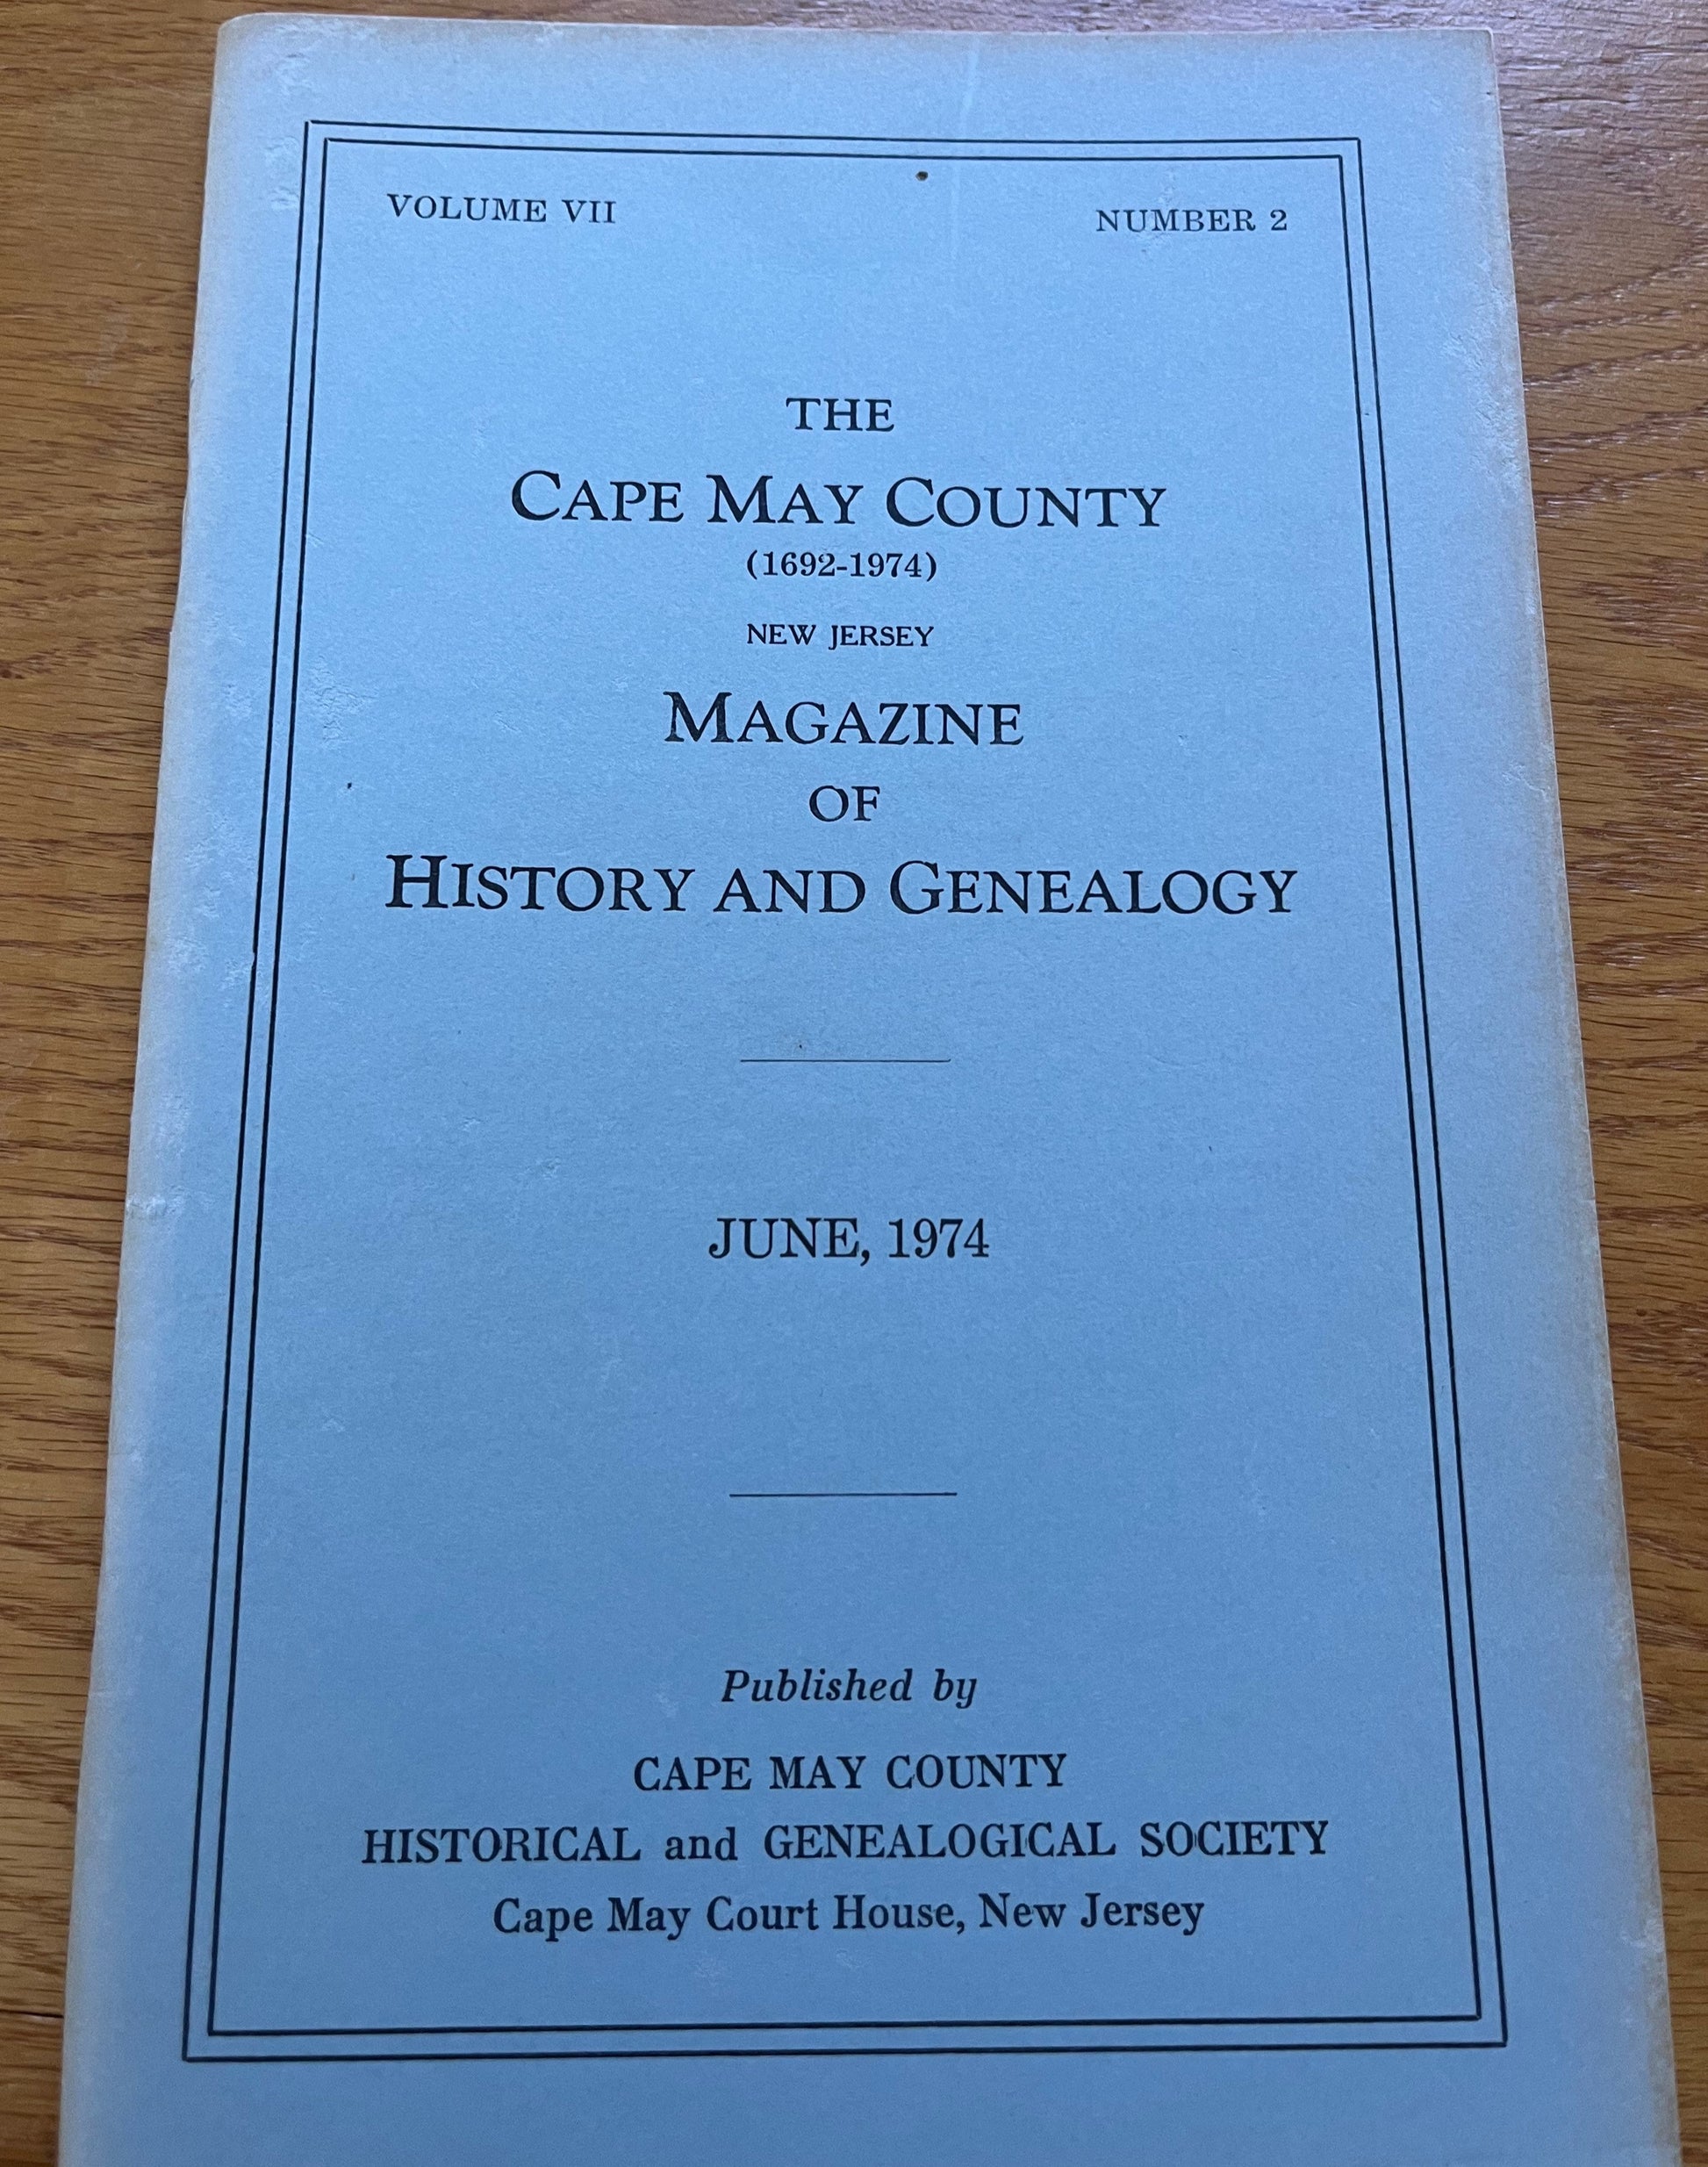 VOLUME VII NUMBER 2
THE
CAPE MAY COUNTY
(1692-1974)
NEW JERSEY
MAGAZINE
OF
HISTORY AND GENEALOGY
JUNE, 1974
Published by
CAPE MAY COUNTY
HISTORICAL and GENEALOGICAL SOCIETY
Cape May Court House, New Jersey